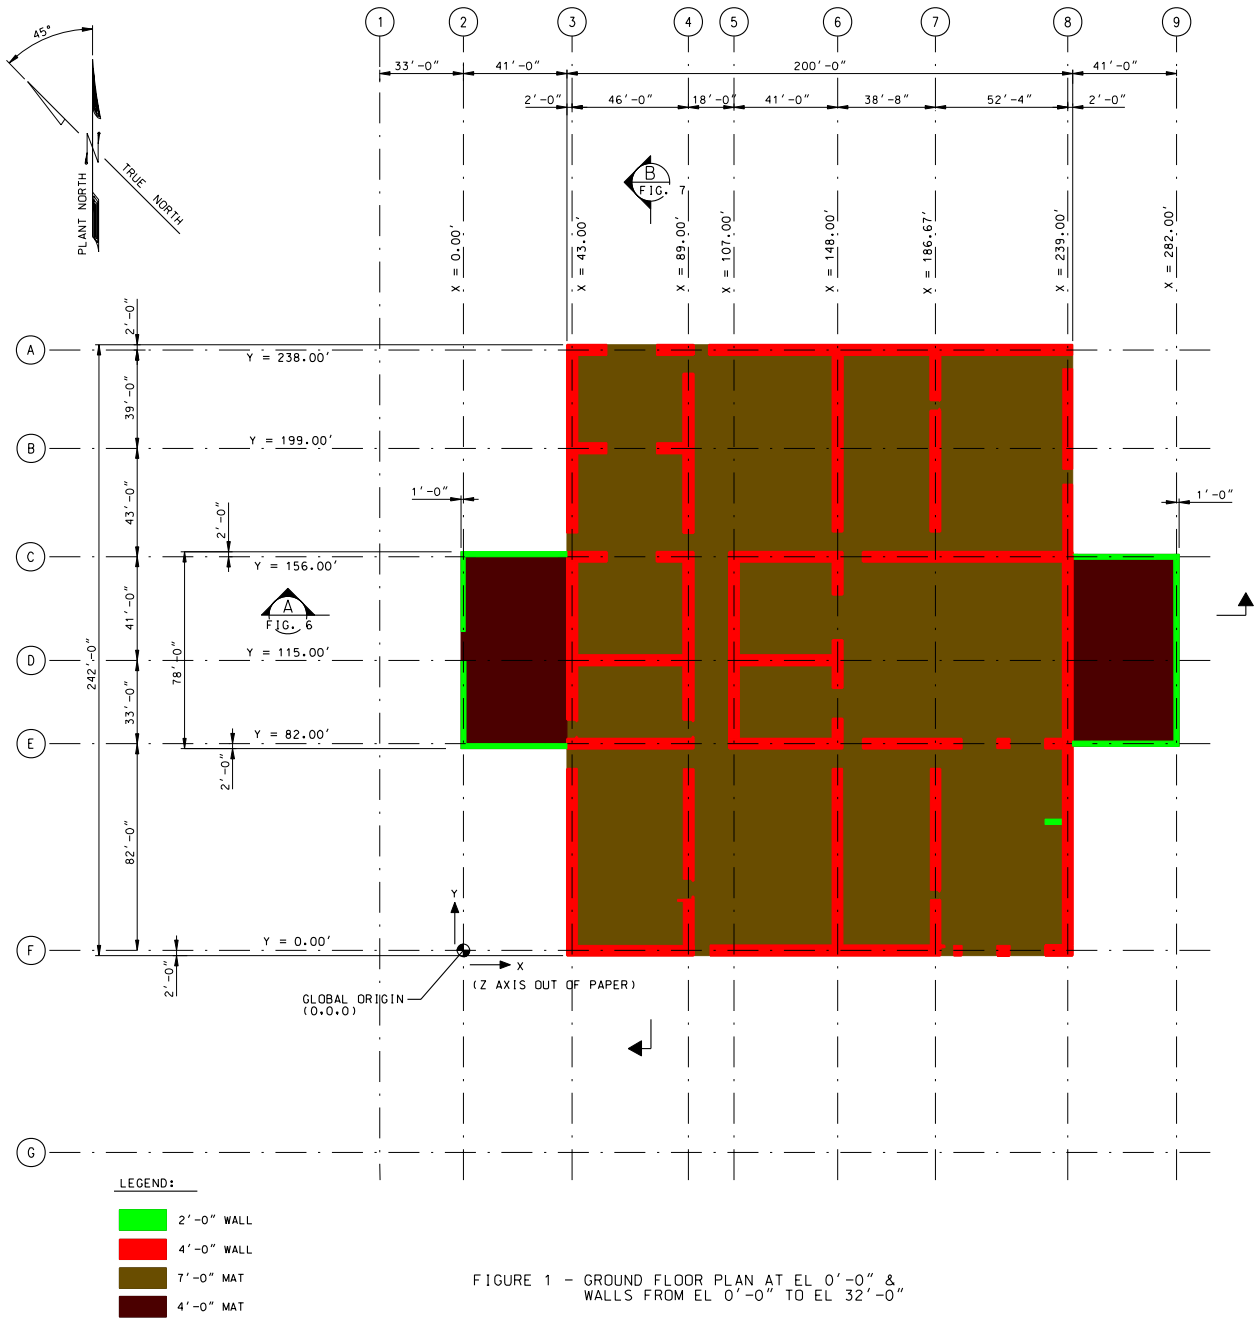 1 2 3 4 5 6 7 8 9
45°
33'-0" 41'-0" 200'-0" 41'-0"
2'-0" 46'-0" 18'-0" 41'-0" 38'-8" 52'-4" 2'-0"
TRUE NORTH
PLANT NORTH
B
FIG. 7
X = 0.00'
X = 43.00'
X = 89.00'
X = 107.00'
X = 148.00'
X = 186.67'
X = 239.00'
X = 282.00'
2'-0"
A
Y = 238.00'
39'-0"
B
Y = 199.00'
43'-0"
1'-0"
1'-0"
2'-0"
C
Y = 156.00'
41'-0"
A
FIG. 6
242'-0"
78'-0"
D
Y = 115.00'
33'-0"
E
Y = 82.00'
2'-0"
82'-0"
Y
F
Y = 0.00'
X
2'-0"
(Z AXIS OUT OF PAPER)
GLOBAL ORIGIN
(0,0,0)
G
LEGEND:
2'-0" WALL
4'-0" WALL
7'-0" MAT
4'-0" MAT
FIGURE 1 - GROUND FLOOR PLAN AT EL 0'-0" &
WALLS FROM EL 0'-0" TO EL 32'-0"